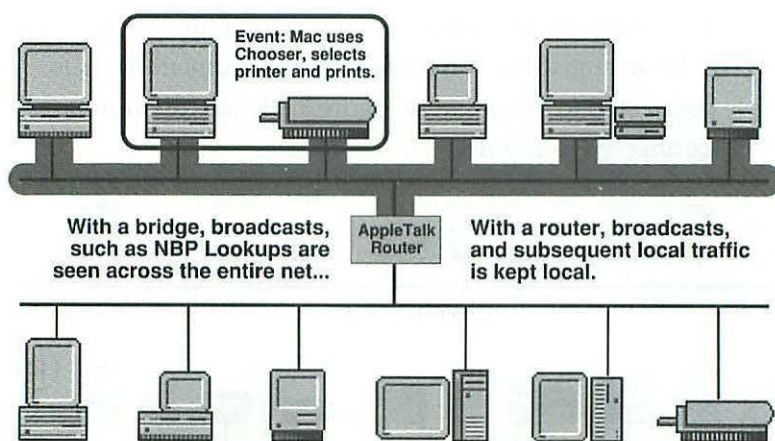 Event: Mac uses
Chooser, selects
printer and prints.
With a bridge, broadcasts,
such as NBP Lookups are
seen across the entire net...
AppleTalk
Router
With a router, broadcasts,
and subsequent local traffic
is kept local.